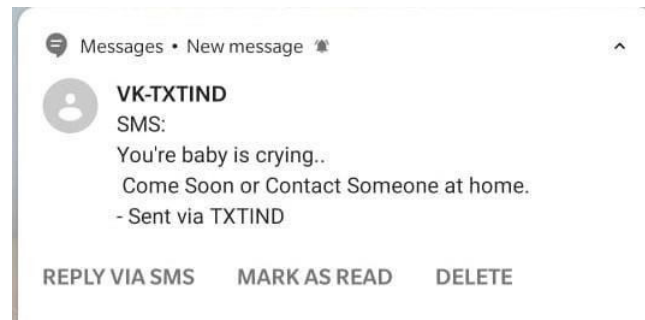 Messages • New message
VK-TXTIND
SMS:
You're baby is crying..
Come Soon or Contact Someone at home.
- Sent via TXTIND
REPLY VIA SMS MARK AS READ DELETE